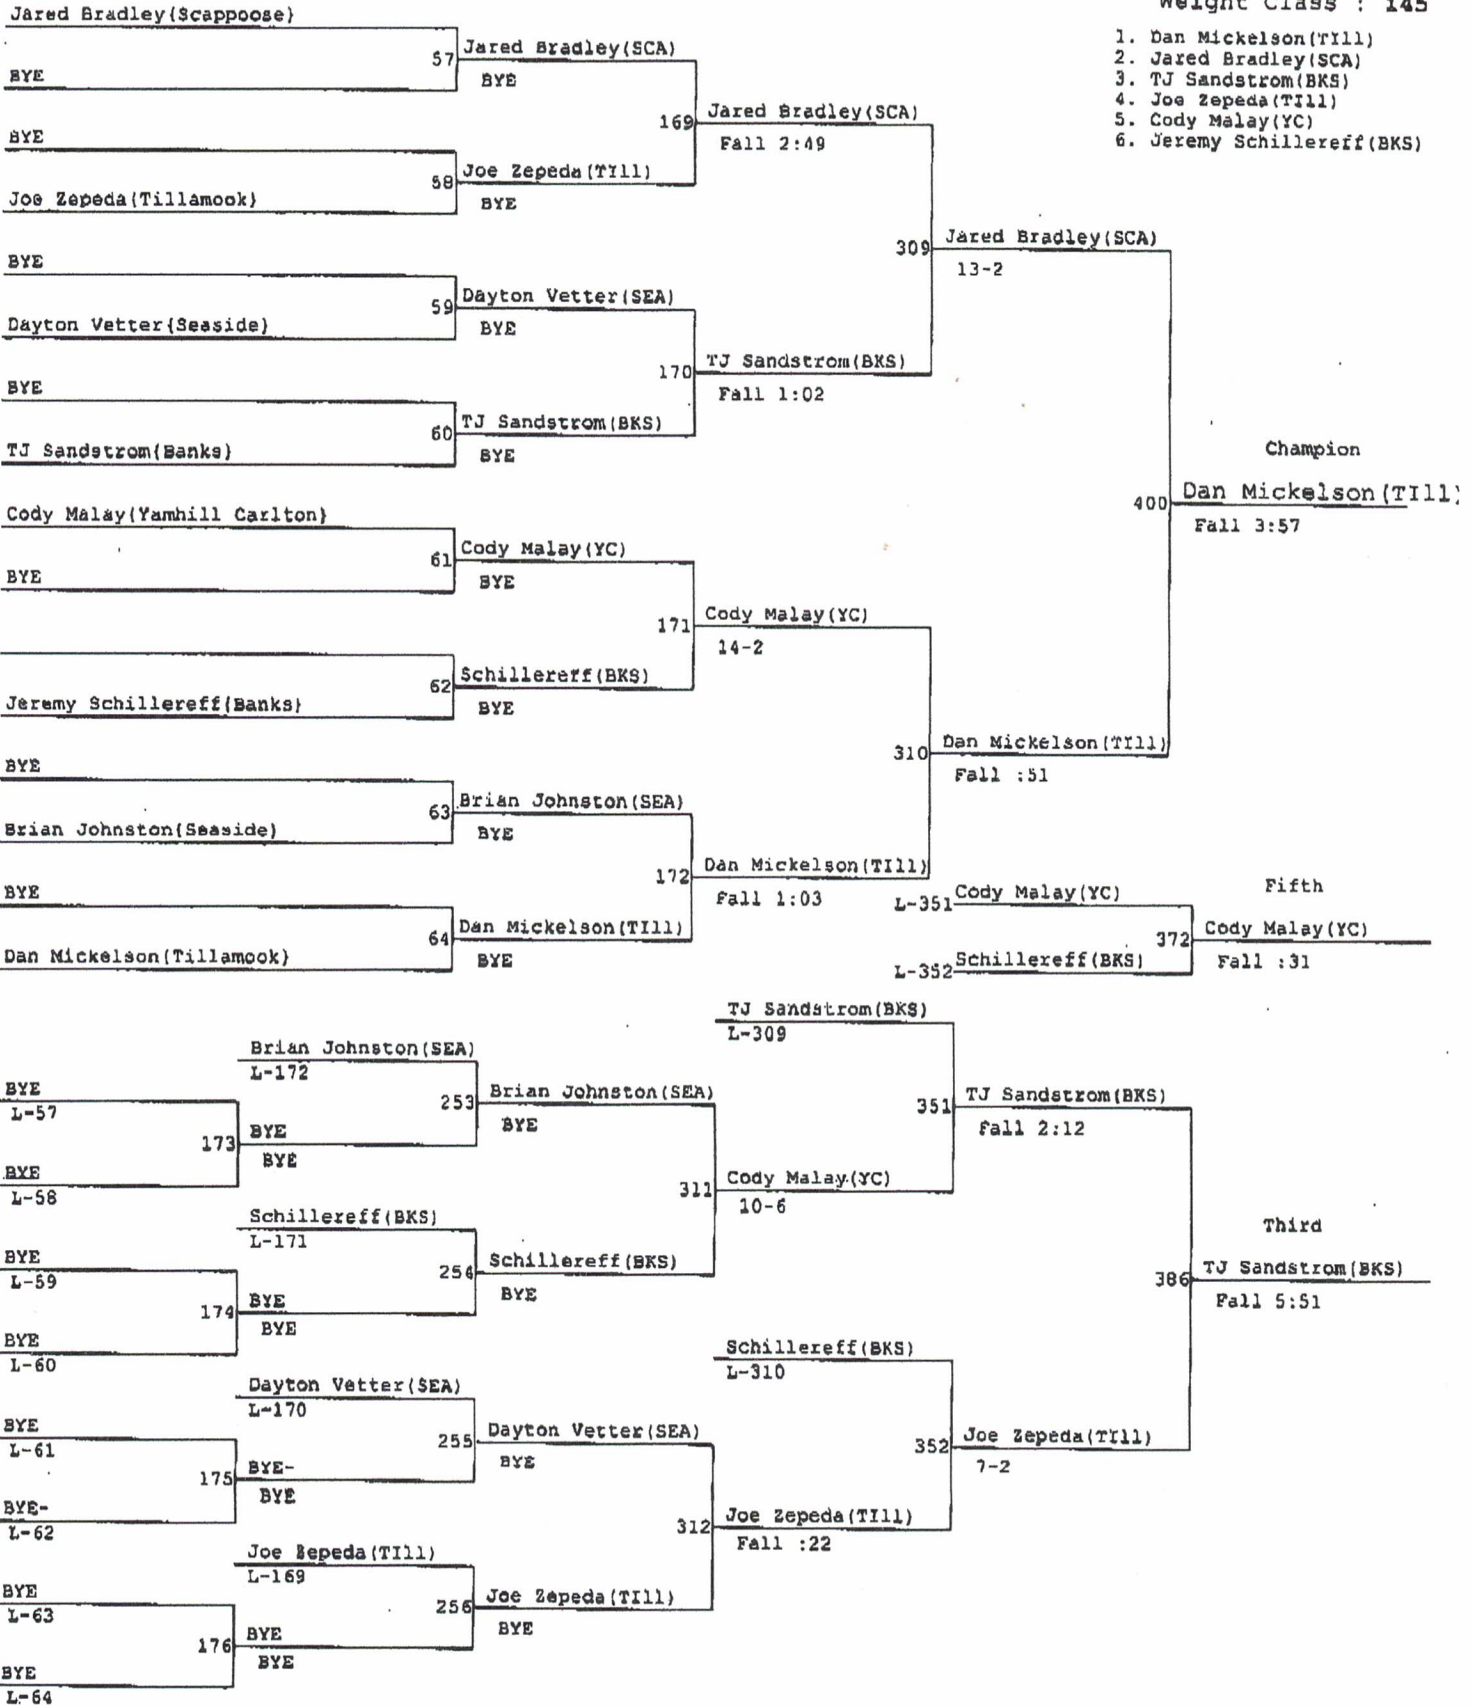 Weight Class : 145
1. Dan Mickelson(TIll)
2. Jared Bradley(SCA)
3. TJ Sandstrom(BKS)
4. Joe Zepeda(TIll)
5. Cody Malay(YC)
6. Jeremy Schillereff(BKS)
Jared Bradley(Scappoose)
57
Jared Bradley(SCA)
BYE
BYE
169
Jared Bradley(SCA)
Fall 2:49
BYE
58
Joe Zepeda(TIll)
BYE
Joe Zepeda(Tillamook)
309
Jared Bradley(SCA)
13-2
BYE
59
Dayton Vetter(SEA)
BYE
Dayton Vetter(Seaside)
170
TJ Sandstrom(BKS)
Fall 1:02
BYE
60
TJ Sandstrom(BKS)
BYE
TJ Sandstrom(Banks)
Champion
400
Dan Mickelson(TIll)
Fall 3:57
Cody Malay(Yamhill Carlton)
61
Cody Malay(YC)
BYE
BYE
171
Cody Malay(YC)
14-2
62
Schillereff(BKS)
BYE
Jeremy Schillereff(Banks)
310
Dan Mickelson(TIll)
Fall :51
BYE
63
Brian Johnston(SEA)
BYE
Brian Johnston(Seaside)
172
Dan Mickelson(TIll)
Fall 1:03
BYE
64
Dan Mickelson(TIll)
BYE
Dan Mickelson(Tillamook)
Fifth
L-351
Cody Malay(YC)
372
Cody Malay(YC)
Fall :31
L-352
Schillereff(BKS)
TJ Sandstrom(BKS)
L-309
Brian Johnston(SEA)
L-172
BYE
L-57
253
Brian Johnston(SEA)
BYE
351
TJ Sandstrom(BKS)
Fall 2:12
173
BYE
BYE
BYE
L-58
311
Cody Malay(YC)
10-6
Schillereff(BKS)
L-171
Third
BYE
L-59
254
Schillereff(BKS)
BYE
386
TJ Sandstrom(BKS)
Fall 5:51
174
BYE
BYE
BYE
L-60
Schillereff(BKS)
L-310
Dayton Vetter(SEA)
L-170
BYE
L-61
255
Dayton Vetter(SEA)
BYE
352
Joe Zepeda(TIll)
7-2
175
BYE-
BYE
BYE-
L-62
312
Joe Zepeda(TIll)
Fall :22
Joe Zepeda(TIll)
L-169
BYE
L-63
256
Joe Zepeda(TIll)
BYE
176
BYE
BYE
BYE
L-64